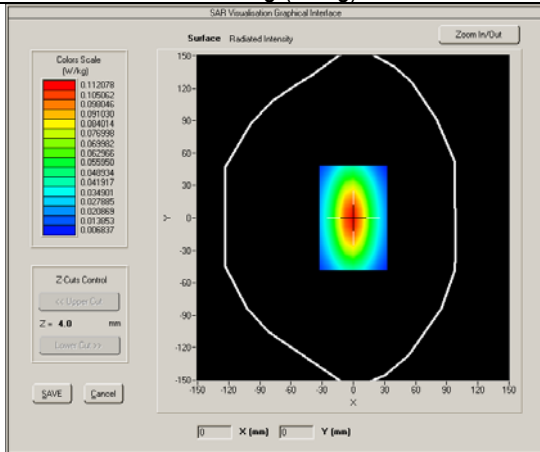 SAR Visualisation Graphical Interface
Surface Radiated Intensity
Zoom In/Out
Colors Scale
(W/kg)
0.112078
0.105062
0.098046
0.091030
0.084014
0.076998
0.069982
0.062966
0.055950
0.048934
0.041917
0.034901
0.027885
0.020869
0.013853
0.006837
150
120
90
60
30
0
-30
-60
-90
-120
-150
Y
-150 -120 -90 -60 -30 0 30 60 90 120 150
X
Z Cuts Control
<< Upper Cut
Z = 4.0 mm
Lower Cut >>
SAVE Cancel
0 X (mm) 0 Y (mm)